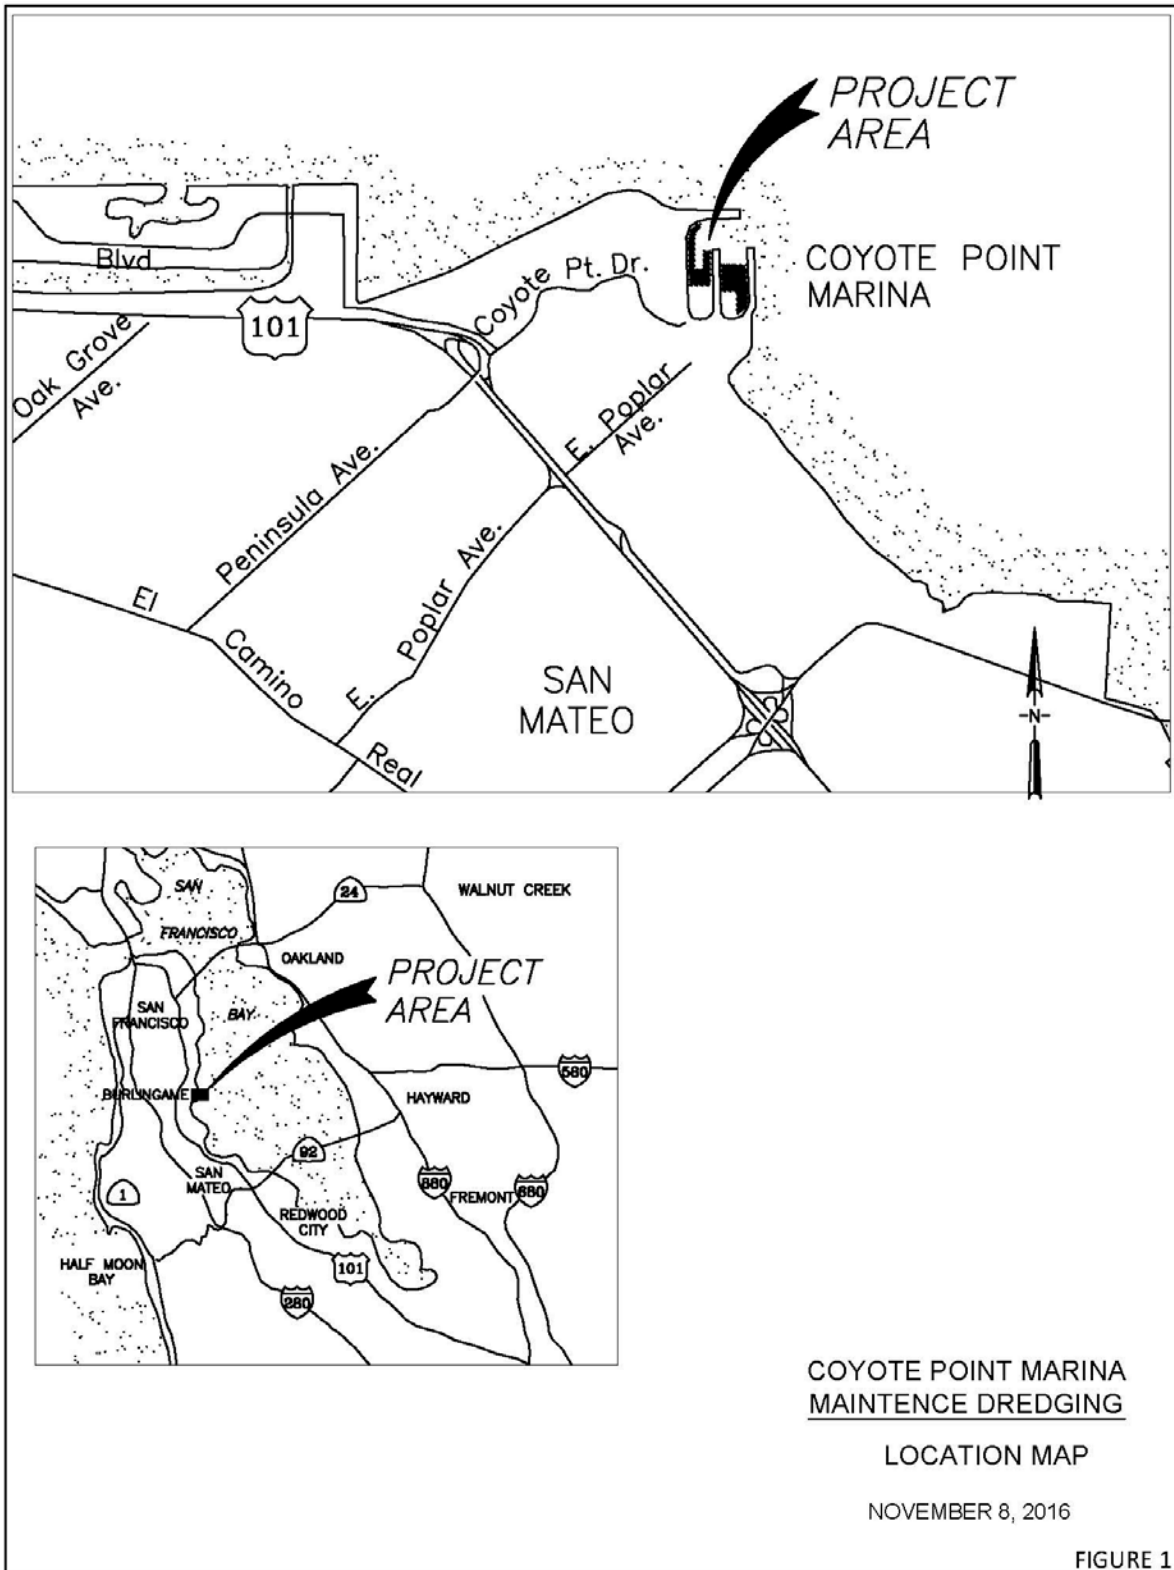 PROJECT
AREA
COYOTE POINT
MARINA
Blvd
101
Coyote Pt. Dr.
Oak Grove
Ave.
E. Poplar
Ave.
Peninsula Ave.
E. Poplar Ave.
El Camino Real
SAN
MATEO
-N-
SAN
FRANCISCO
BAY
24
WALNUT CREEK
OAKLAND
PROJECT
AREA
SAN
FRANCISCO
580
BURLINGAME
HAYWARD
92
SAN
MATEO
880
FREMONT
680
1
REDWOOD
CITY
HALF MOON
BAY
101
280
COYOTE POINT MARINA
MAINTENCE DREDGING
LOCATION MAP
NOVEMBER 8, 2016
FIGURE 1